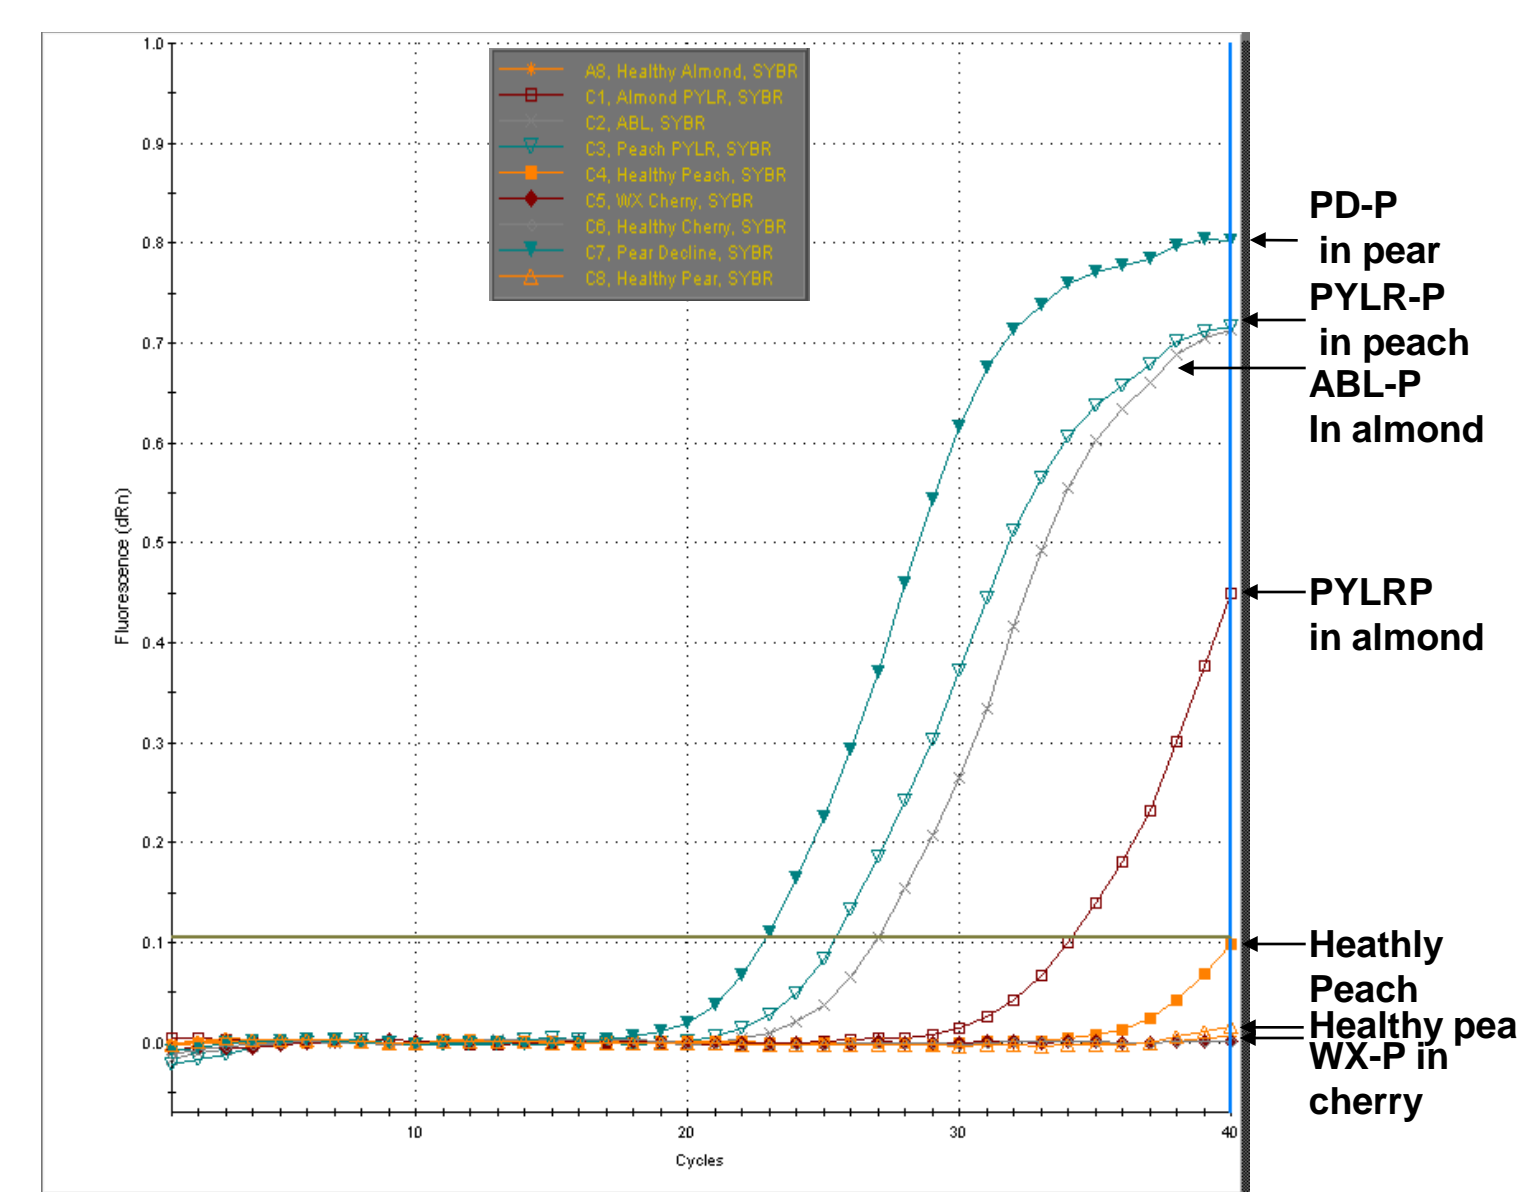 1.0
0.9
0.8
0.7
0.6
0.5
0.4
0.3
0.2
0.1
0.0
Fluorescence (dRn)
10
20
30
40
Cycles
A8, Healthy Almond, SYBR
C1, Almond PYLR, SYBR
C2, ABL, SYBR
C3, Peach PYLR, SYBR
C4, Healthy Peach, SYBR
C5, WX Cherry, SYBR
C6, Healthy Cherry, SYBR
C7, Pear Decline, SYBR
C8, Healthy Pear, SYBR
PD-P
in pear
PYLR-P
in peach
ABL-P
In almond
PYLRP
in almond
Heathly
Peach
Healthy pea
WX-P in
cherry